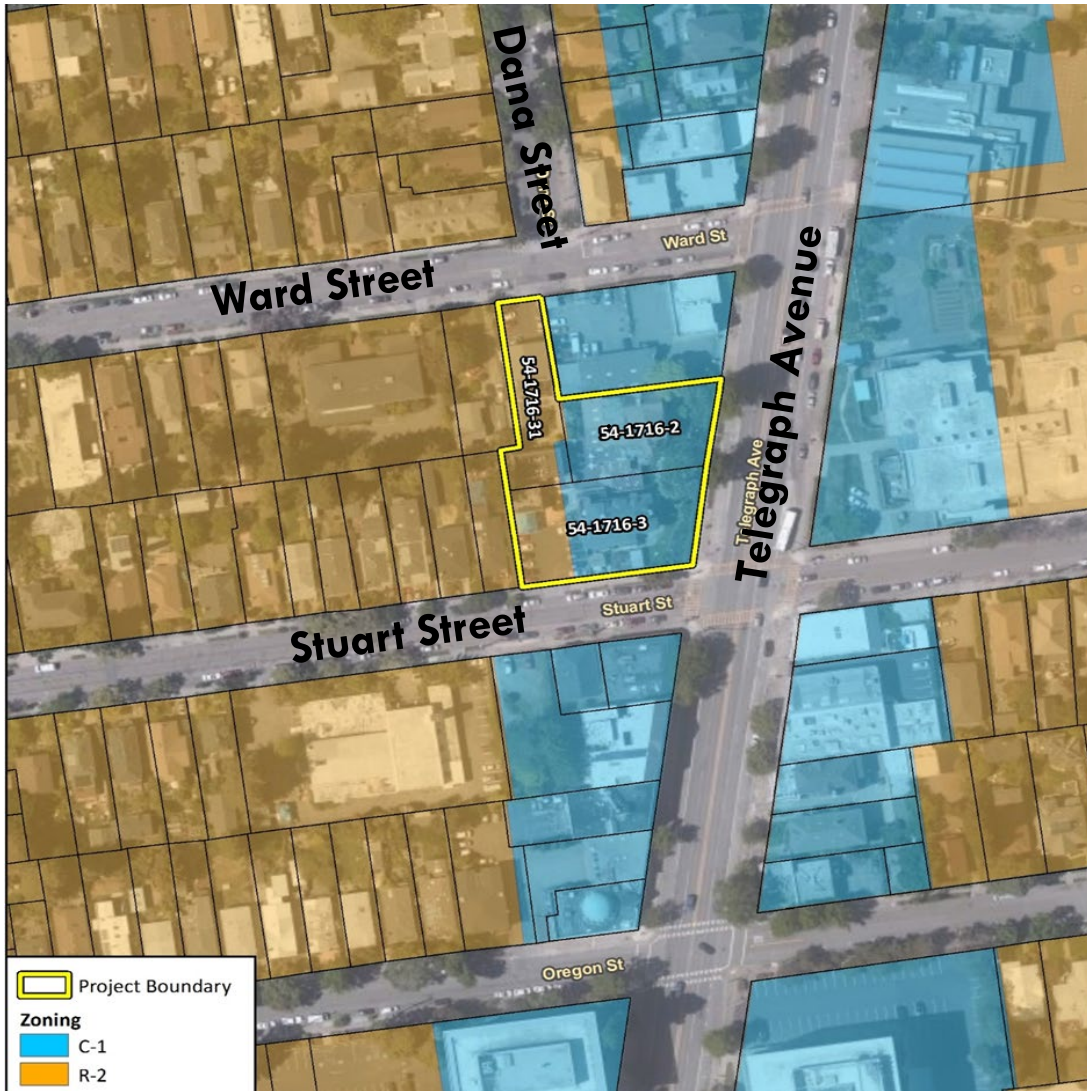 Dana Street
Ward St
Ward Street
Telegraph Avenue
54-1716-31
54-1716-2
Telegraph Ave
54-1716-3
Stuart St
Stuart Street
Oregon St
Project Boundary
Zoning
C-1
R-2